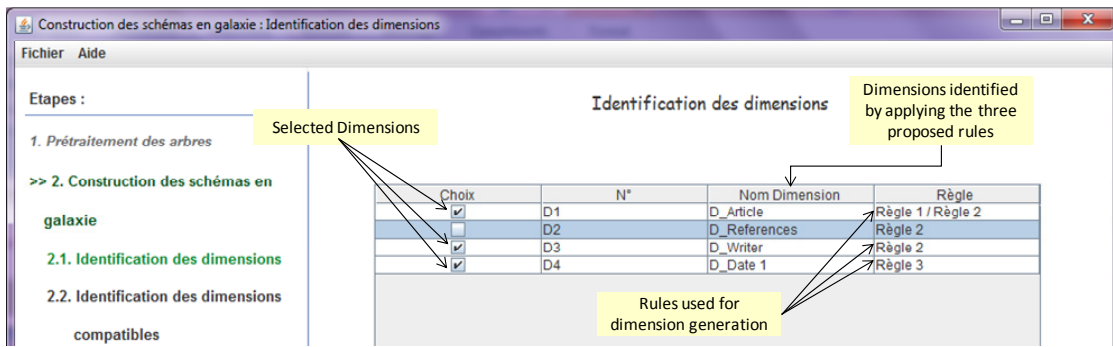 Construction des schémas en galaxie : Identification des dimensions
Fichier Aide
Etapes :
1. Prétraitement des arbres
>> 2. Construction des schémas en
galaxie
2.1. Identification des dimensions
2.2. Identification des dimensions
compatibles
Identification des dimensions
Selected Dimensions
Dimensions identified
by applying the three
proposed rules
Choix N° Nom Dimension Règle
D1 D_Article Règle 1 / Règle 2
D2 D_References Règle 2
D3 D_Writer Règle 2
D4 D_Date 1 Règle 3
Rules used for
dimension generation